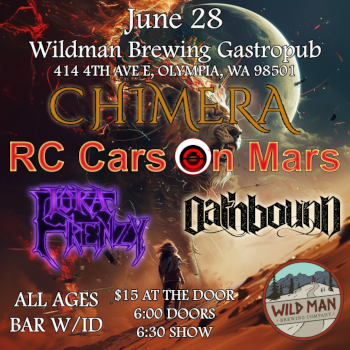 June 28
Wildman Brewing Gastropub
414 4TH AVE E, OLYMPIA, WA 98501
CHIMERA
RC Cars On Mars
LOKA
FRENZY
Oathbound
ALL AGES
BAR W/ID
$15 AT THE DOOR
6:00 DOORS
6:30 SHOW
WILD MAN
BREWING COMPANY